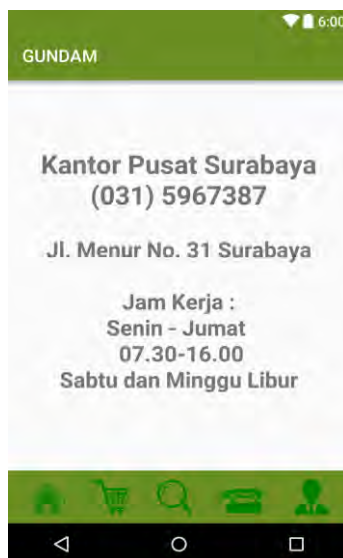 6:00
GUNDAM
Kantor Pusat Surabaya
(031) 5967387
Jl. Menur No. 31 Surabaya
Jam Kerja :
Senin - Jumat
07.30-16.00
Sabtu dan Minggu Libur